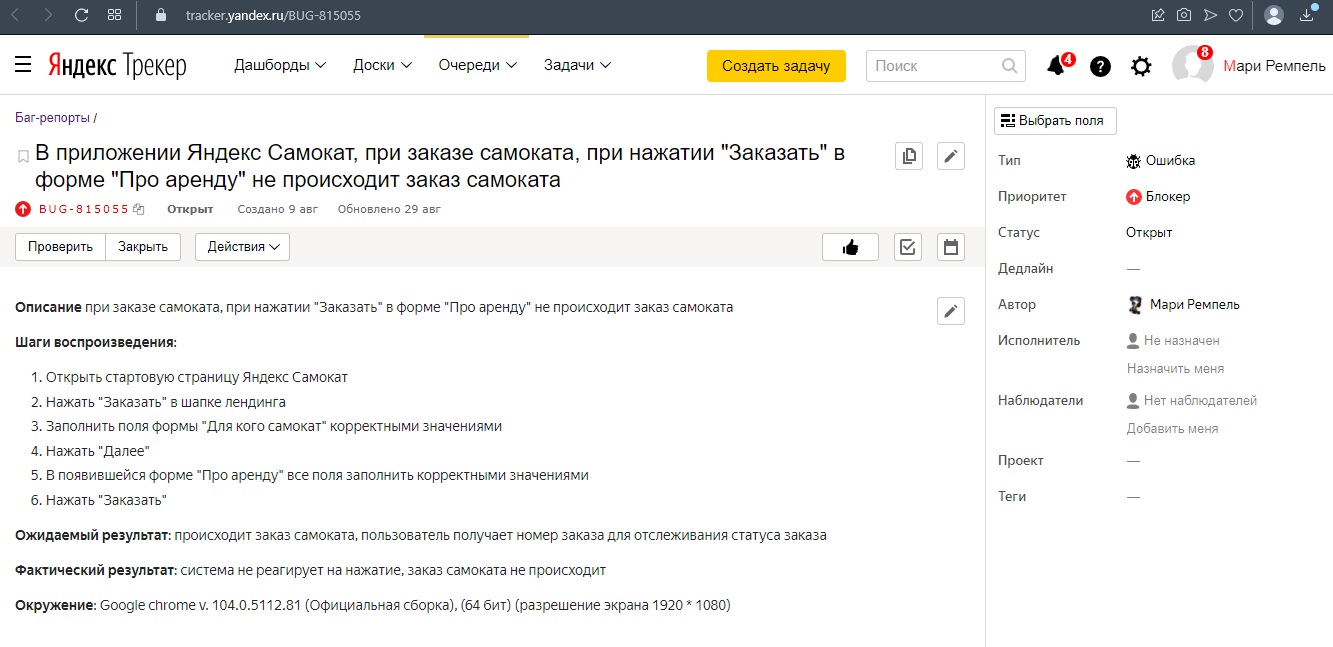 tracker.yandex.ru/BUG-815055
Яндекс Трекер
Дашборды
Доски
Очереди
Задачи
Создать задачу
Поиск
4
?
8
Мари Ремпель
Баг-репорты /
В приложении Яндекс Самокат, при заказе самоката, при нажатии "Заказать" в
форме "Про аренду" не происходит заказ самоката
BUG-815055
Открыт
Создано 9 авг
Обновлено 29 авг
Проверить
Закрыть
Действия
Описание при заказе самоката, при нажатии "Заказать" в форме "Про аренду" не происходит заказ самоката
Шаги воспроизведения:
1. Открыть стартовую страницу Яндекс Самокат
2. Нажать "Заказать" в шапке лендинга
3. Заполнить поля формы "Для кого самокат" корректными значениями
4. Нажать "Далее"
5. В появившейся форме "Про аренду" все поля заполнить корректными значениями
6. Нажать "Заказать"
Ожидаемый результат: происходит заказ самоката, пользователь получает номер заказа для отслеживания статуса заказа
Фактический результат: система не реагирует на нажатие, заказ самоката не происходит
Окружение: Google chrome v. 104.0.5112.81 (Официальная сборка), (64 бит) (разрешение экрана 1920 * 1080)
Выбрать поля
Тип Ошибка
Приоритет Блокер
Статус Открыт
Дедлайн —
Автор Мари Ремпель
Исполнитель Не назначен
Назначить меня
Наблюдатели Нет наблюдателей
Добавить меня
Проект —
Теги —